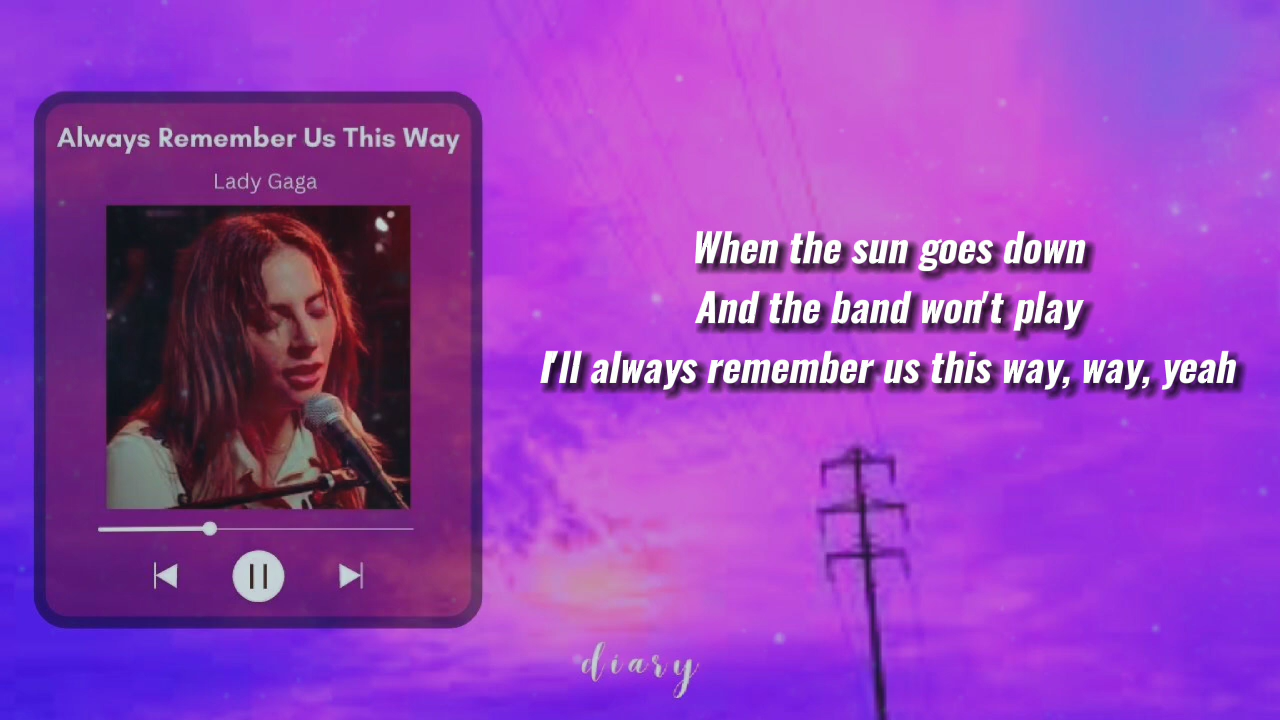 Always Remember Us This Way
Lady Gaga
When the sun goes down
And the band won't play
I'll always remember us this way, way, yeah
diary